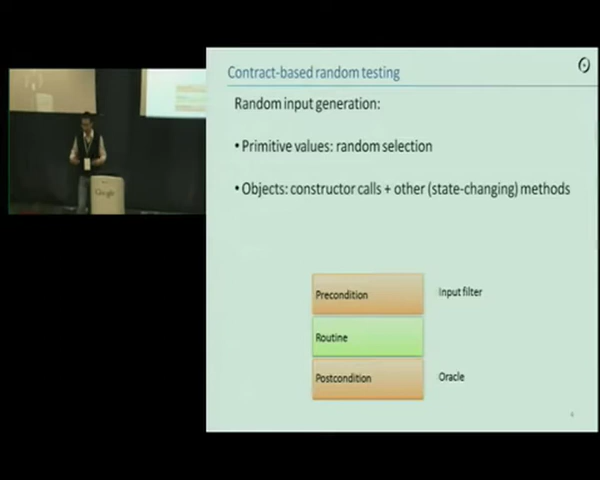 Contract-based random testing
Random input generation:
• Primitive values: random selection
• Objects: constructor calls + other (state-changing) methods
Precondition
Input filter
Routine
Postcondition
Oracle
Google